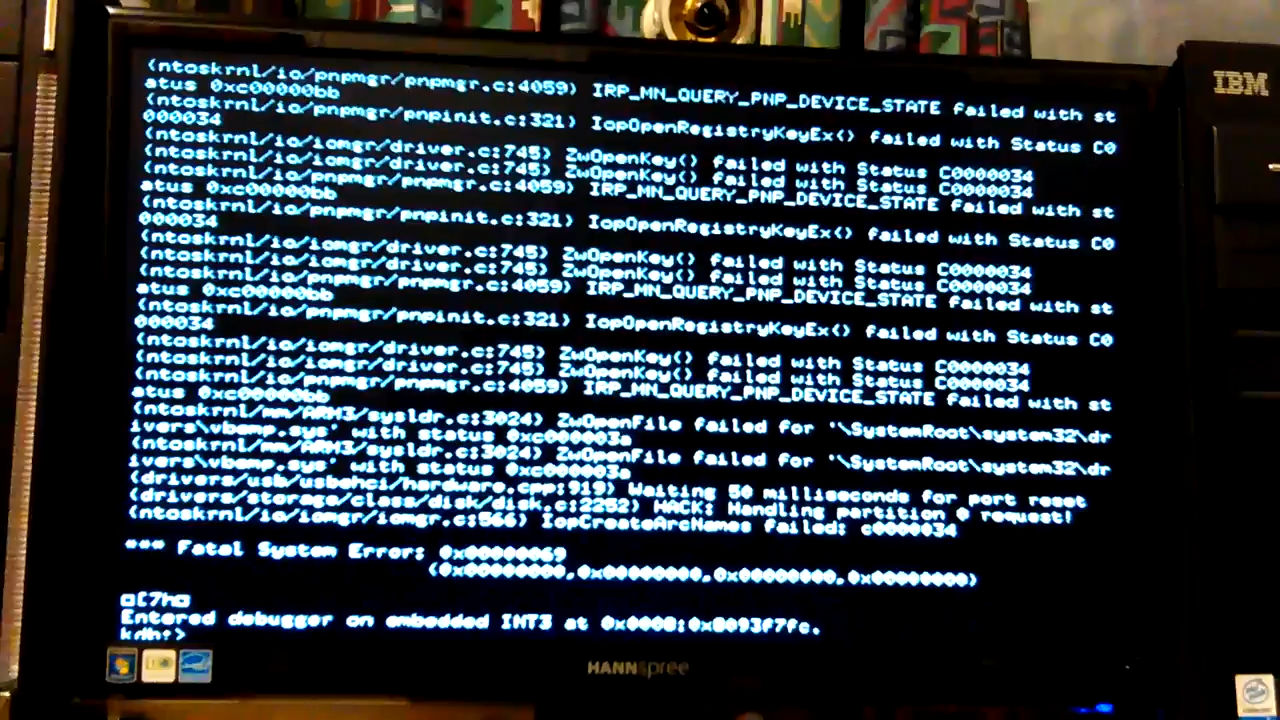 (ntoskrnl/io/pnpmgr/pnpmgr.c:4059) IRP_MN_QUERY_PNP_DEVICE_STATE failed with st
atus 0xc00000bb
(ntoskrnl/io/pnpmgr/pnpinit.c:321) IopOpenRegistryKeyEx() failed with Status C0
000034
(ntoskrnl/io/iomgr/driver.c:745) ZwOpenKey() failed with Status C0000034
(ntoskrnl/io/iomgr/driver.c:745) ZwOpenKey() failed with Status C0000034
(ntoskrnl/io/pnpmgr/pnpmgr.c:4059) IRP_MN_QUERY_PNP_DEVICE_STATE failed with st
atus 0xc00000bb
(ntoskrnl/io/pnpmgr/pnpinit.c:321) IopOpenRegistryKeyEx() failed with Status C0
000034
(ntoskrnl/io/iomgr/driver.c:745) ZwOpenKey() failed with Status C0000034
(ntoskrnl/io/iomgr/driver.c:745) ZwOpenKey() failed with Status C0000034
(ntoskrnl/io/pnpmgr/pnpmgr.c:4059) IRP_MN_QUERY_PNP_DEVICE_STATE failed with st
atus 0xc00000bb
(ntoskrnl/io/pnpmgr/pnpinit.c:321) IopOpenRegistryKeyEx() failed with Status C0
000034
(ntoskrnl/io/iomgr/driver.c:745) ZwOpenKey() failed with Status C0000034
(ntoskrnl/io/iomgr/driver.c:745) ZwOpenKey() failed with Status C0000034
(ntoskrnl/io/pnpmgr/pnpmgr.c:4059) IRP_MN_QUERY_PNP_DEVICE_STATE failed with st
atus 0xc00000bb
(ntoskrnl/mm/ARM3/sysldr.c:3024) ZwOpenFile failed for '\SystemRoot\system32\dr
ivers\vbemp.sys' with status 0xc000003a
(ntoskrnl/mm/ARM3/sysldr.c:3024) ZwOpenFile failed for '\SystemRoot\system32\dr
ivers\vbemp.sys' with status 0xc000003a
(drivers/usb/usbehci/hardware.cpp:919) Waiting 50 milliseconds for port reset
(drivers/storage/class/disk/disk.c:2252) HACK: Handling partition 0 request!
(ntoskrnl/io/iomgr/iomgr.c:566) IopCreateArcNames failed: c0000034
*** Fatal System Error: 0x00000069
(0x00000000,0x00000000,0x00000000,0x00000000)
[7h
Entered debugger on embedded INT3 at 0x0008:0x8093f7fc.
kdb:>
HANNspree
IBM